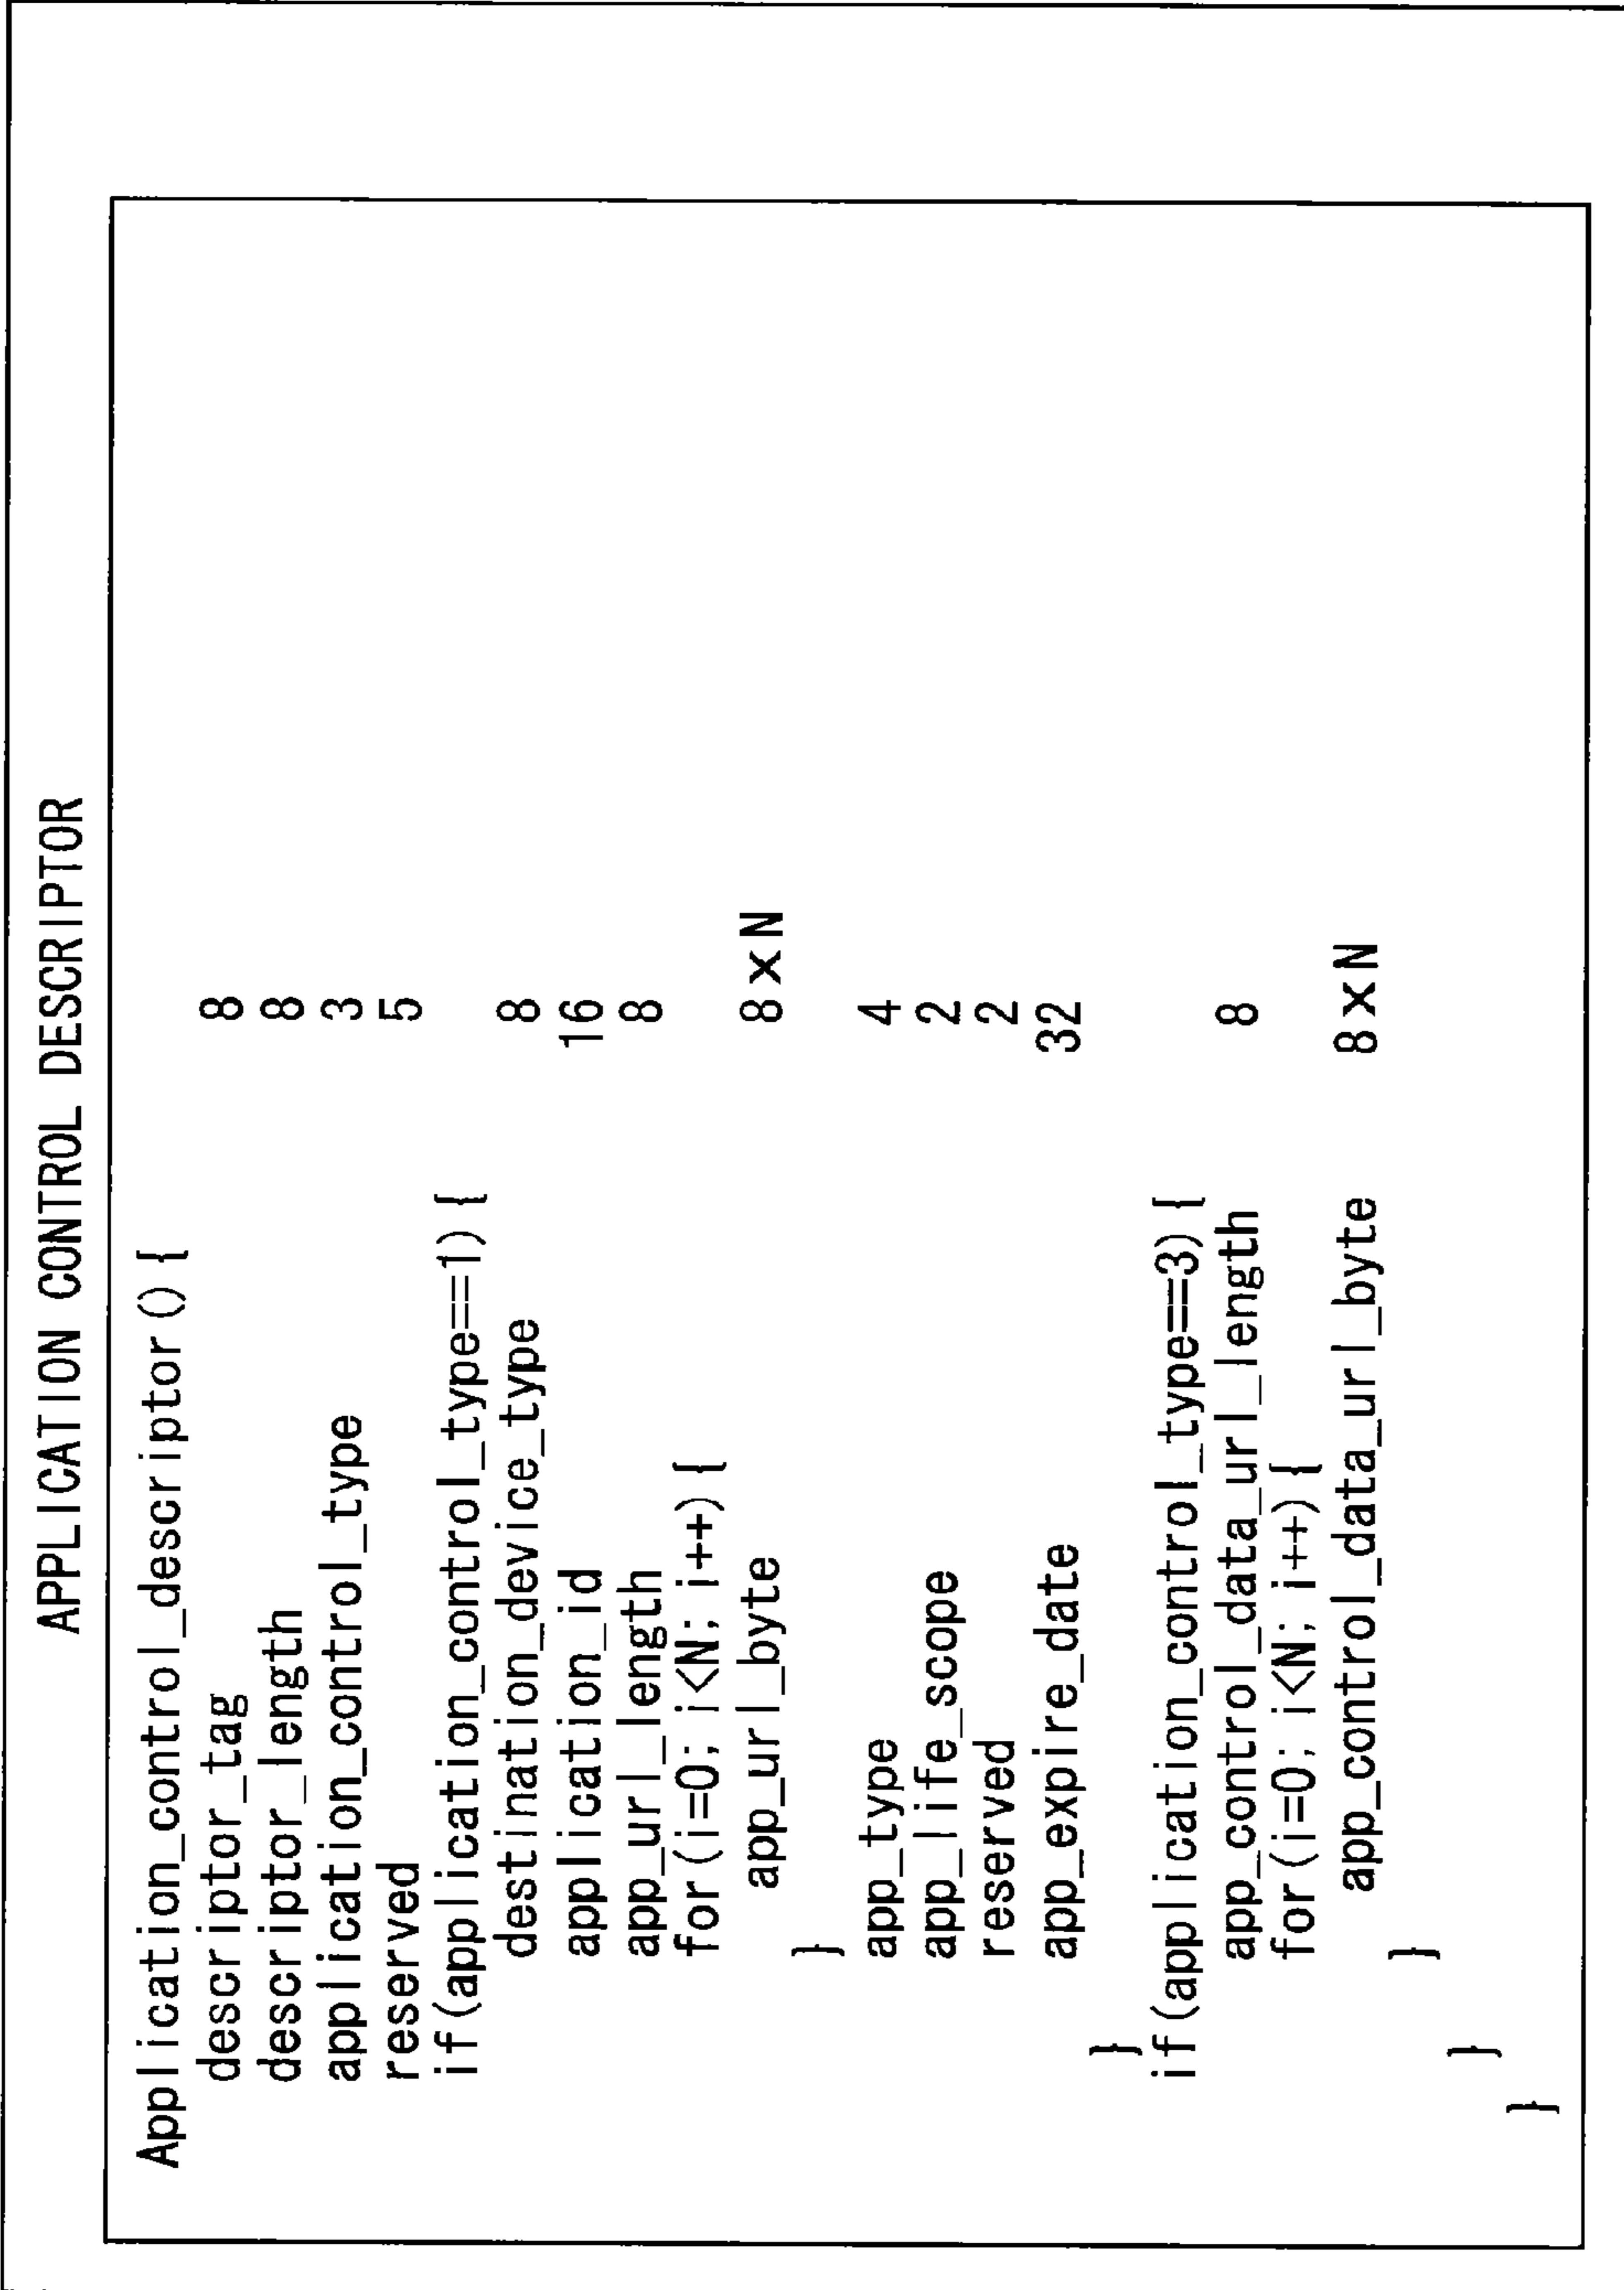 APPLICATION CONTROL DESCRIPTOR
Application_control_descriptor() {
descriptor_tag 8
descriptor_length 8
application_control_type 3
reserved 5
if(application_control_type==1) {
destination_device_type 8
application_id 16
app_url_length 8
for(i=0; i<N; i++) {
app_url_byte 8×N
}
app_type 4
app_life_scope 2
reserved 2
app_expire_date 32
}
if(application_control_type==3) {
app_control_data_url_length 8
for(i=0; i<N; i++) {
app_control_data_url_byte 8×N
}
}
}